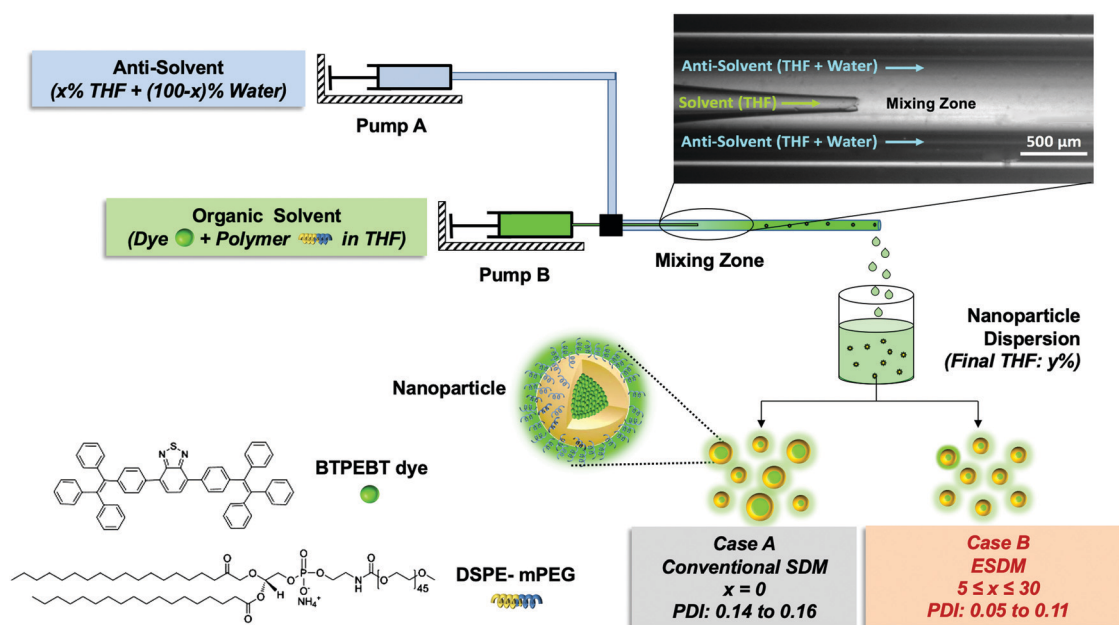 Anti-Solvent
(x% THF + (100-x)% Water)
Pump A
Anti-Solvent (THF + Water)
Solvent (THF)
Mixing Zone
Anti-Solvent (THF + Water)
500 μm
Organic Solvent
(Dye + Polymer in THF)
Pump B
Mixing Zone
Nanoparticle
Dispersion
(Final THF: y%)
Nanoparticle
BTPEBT dye
N S N
DSPE- mPEG
O
O
O
H
O
O
P
O
O
O-
NH4+
N
H
O
O
O
45
Case A
Conventional SDM
x = 0
PDI: 0.14 to 0.16
Case B
ESDM
5 ≤ x ≤ 30
PDI: 0.05 to 0.11